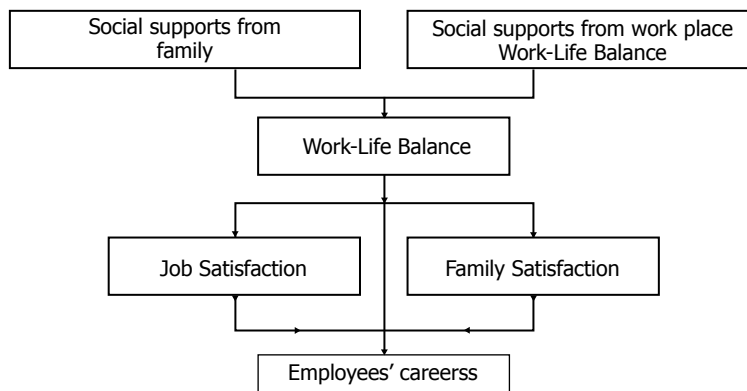 Social supports from
family
Social supports from work place
Work-Life Balance
Work-Life Balance
Job Satisfaction
Family Satisfaction
Employees’ careerss